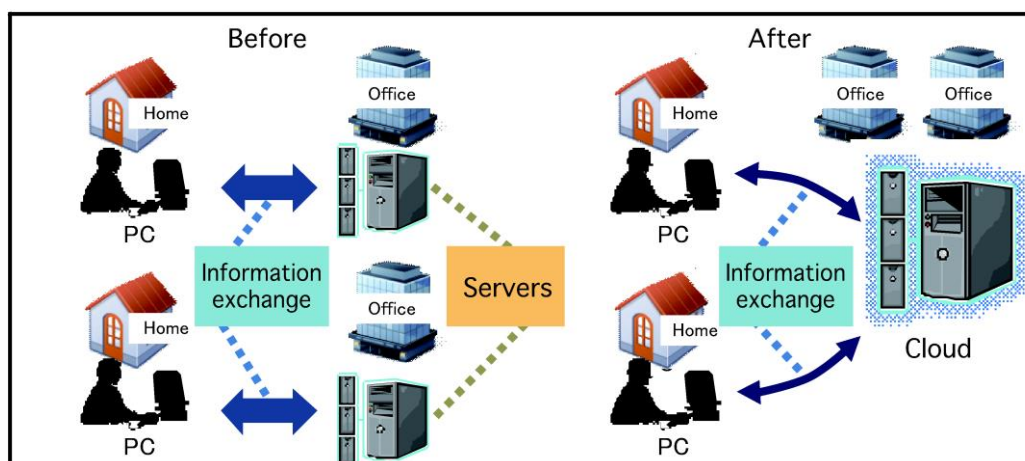 Before
Home
Office
PC
Information
exchange
Servers
Home
Office
PC
After
Home
Office
Office
PC
Information
exchange
Home
Cloud
PC